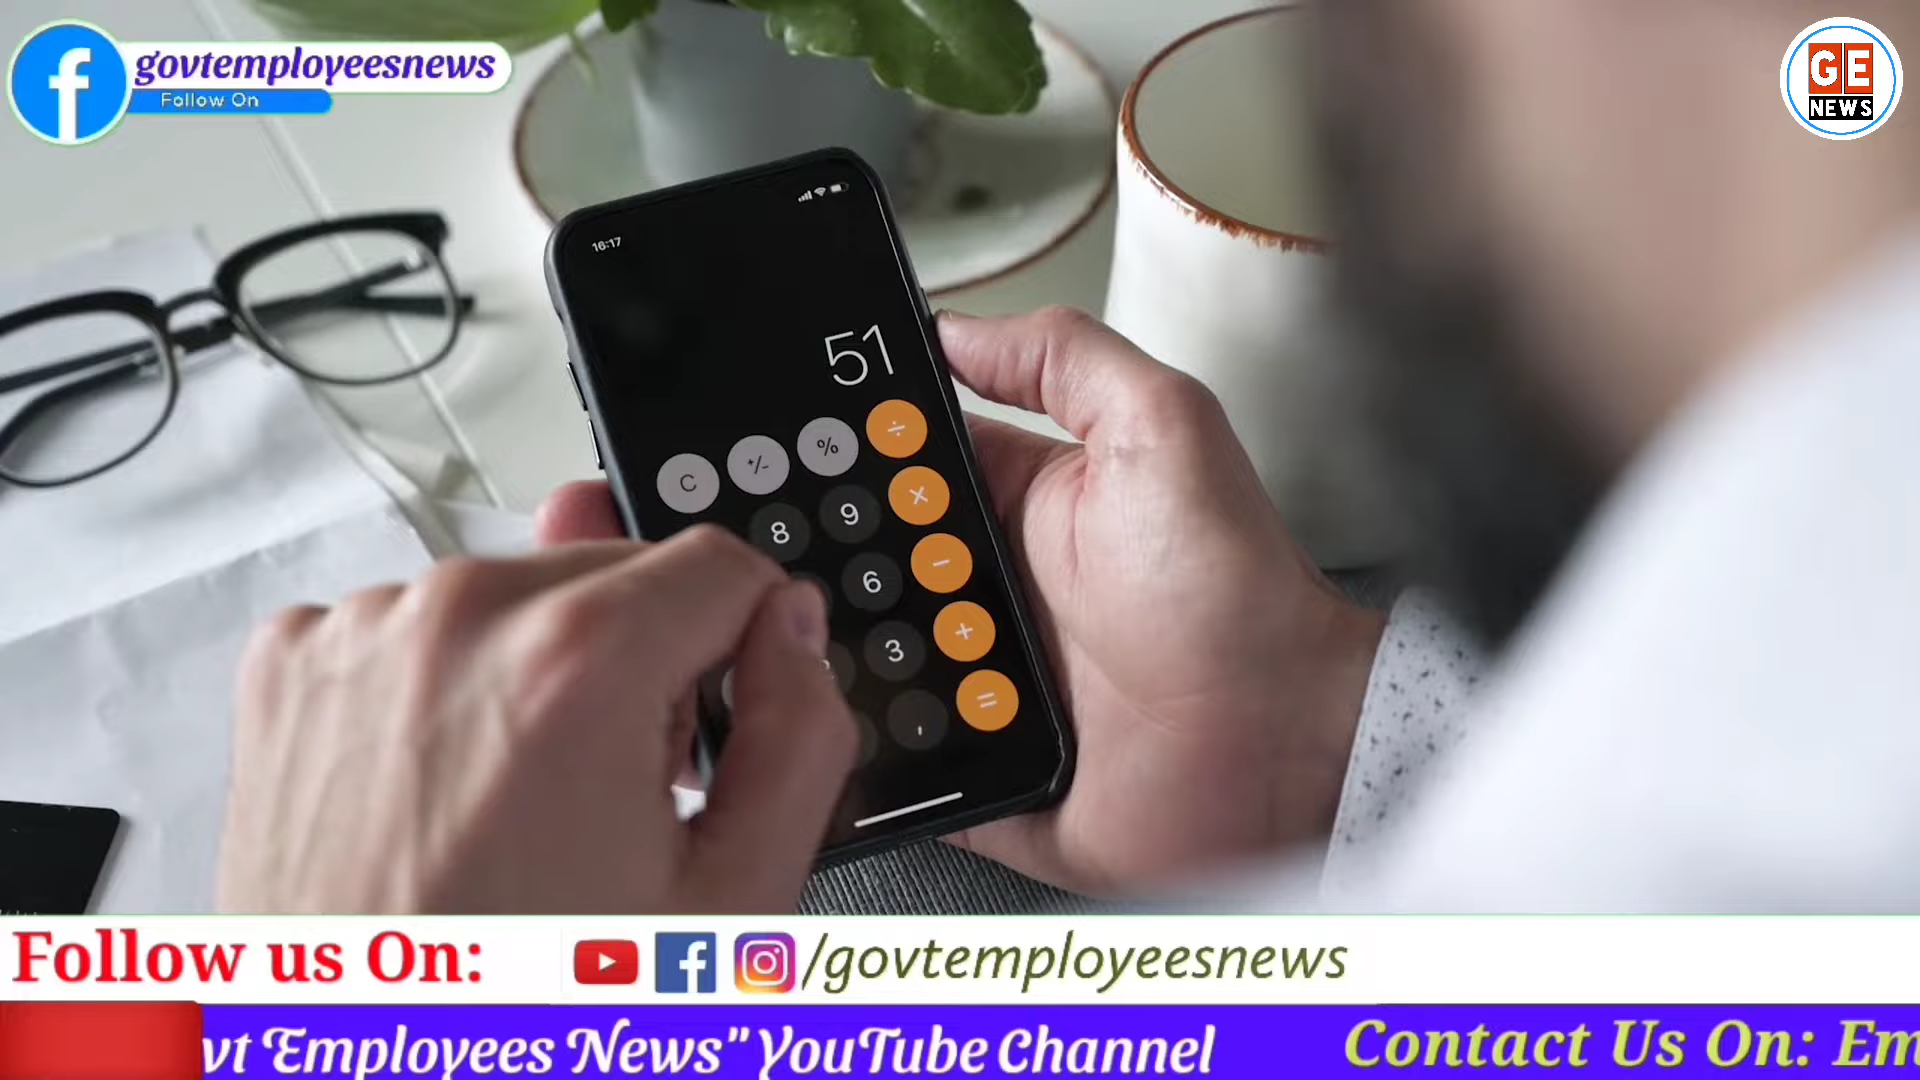 govtemployeesnews
Follow On
GE
NEWS
16:17
51
C +/- % ÷
8 9 ×
6 −
3 +
, =
Follow us On: /govtemployeesnews
vt Employees News" YouTube Channel Contact Us On: Em